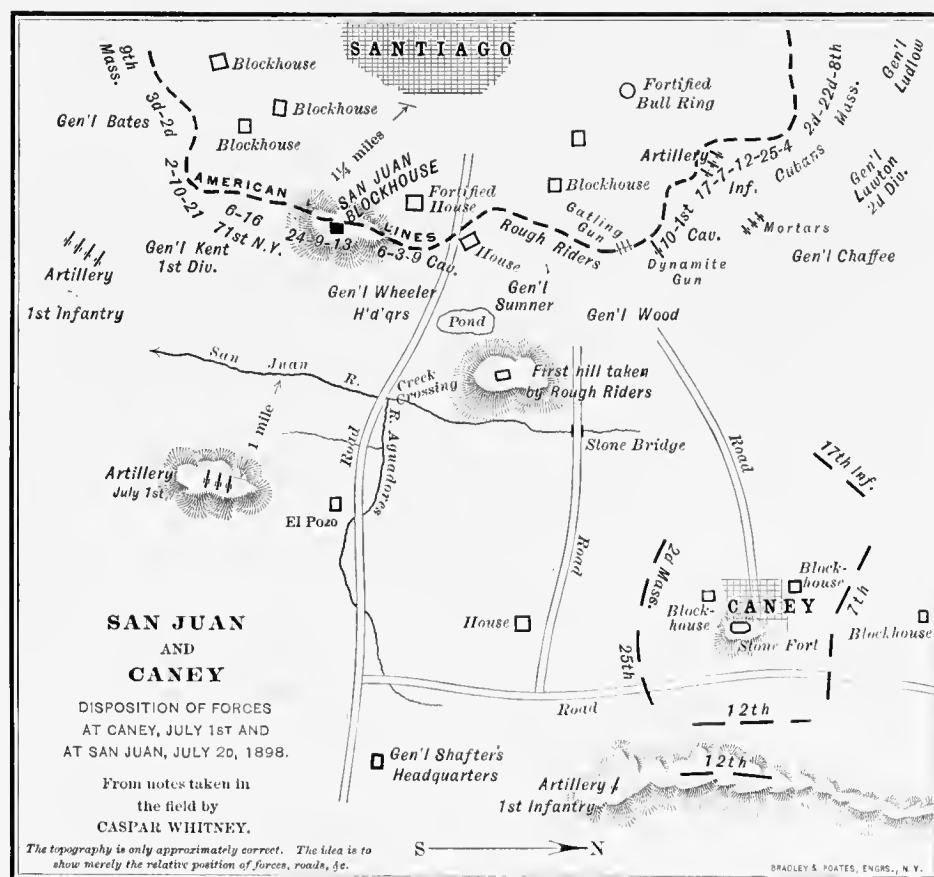 SANTIAGO
9th
Mass.
Blockhouse
Blockhouse
Blockhouse
3d-2d
Gen'l Bates
2-10-21
1¼ miles
Fortified
Bull Ring
Gen'l
Ludlow
2d-22d-8th
Mass.
Artillery
17-7-12-25-4
Inf.
Cubans
Gen'l
Lawton
2d Div.
AMERICAN
LINES
SAN JUAN
BLOCKHOUSE
Fortified
House
Blockhouse
6-16
71st N.Y.
24-9-13
6-3-9 Cav.
House
Rough Riders
Gatling
Gun
10-1st
Cav.
Mortars
Dynamite
Gun
Gen'l Chaffee
Artillery
1st Infantry
Gen'l Kent
1st Div.
Gen'l Wheeler
H'd'qrs
Gen'l
Sumner
Gen'l Wood
Pond
San Juan R.
Creek
Crossing
First hill taken
by Rough Riders
1 mile
Road
R. Aguadores
Stone Bridge
Road
17th Inf.
Artillery
July 1st
El Pozo
Road
2d Mass.
Block-
house
Block-
house
CANEY
7th
Blockhouse
Stone Fort
House
25th
Road
12th
12th
SAN JUAN
AND
CANEY
DISPOSITION OF FORCES
AT CANEY, JULY 1ST AND
AT SAN JUAN, JULY 2D, 1898.
From notes taken in
the field by
CASPAR WHITNEY.
Gen'l Shafter's
Headquarters
Artillery
1st Infantry
The topography is only approximately correct. The idea is to
show merely the relative position of forces, roads, &c.
S N
BRADLEY & POATES, ENGRS., N.Y.